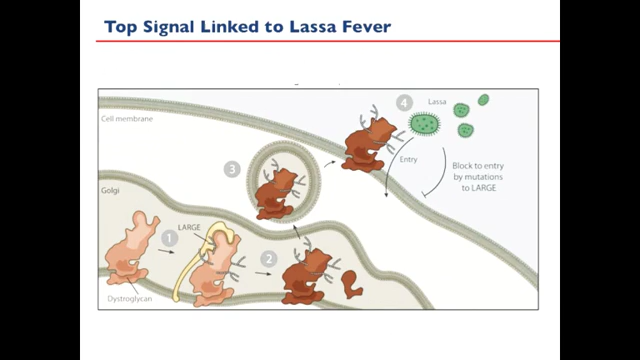 Top Signal Linked to Lassa Fever
Cell membrane
4
Lassa
3
Entry
Block to entry
by mutations
to LARGE
Golgi
LARGE
1
2
Dystroglycan